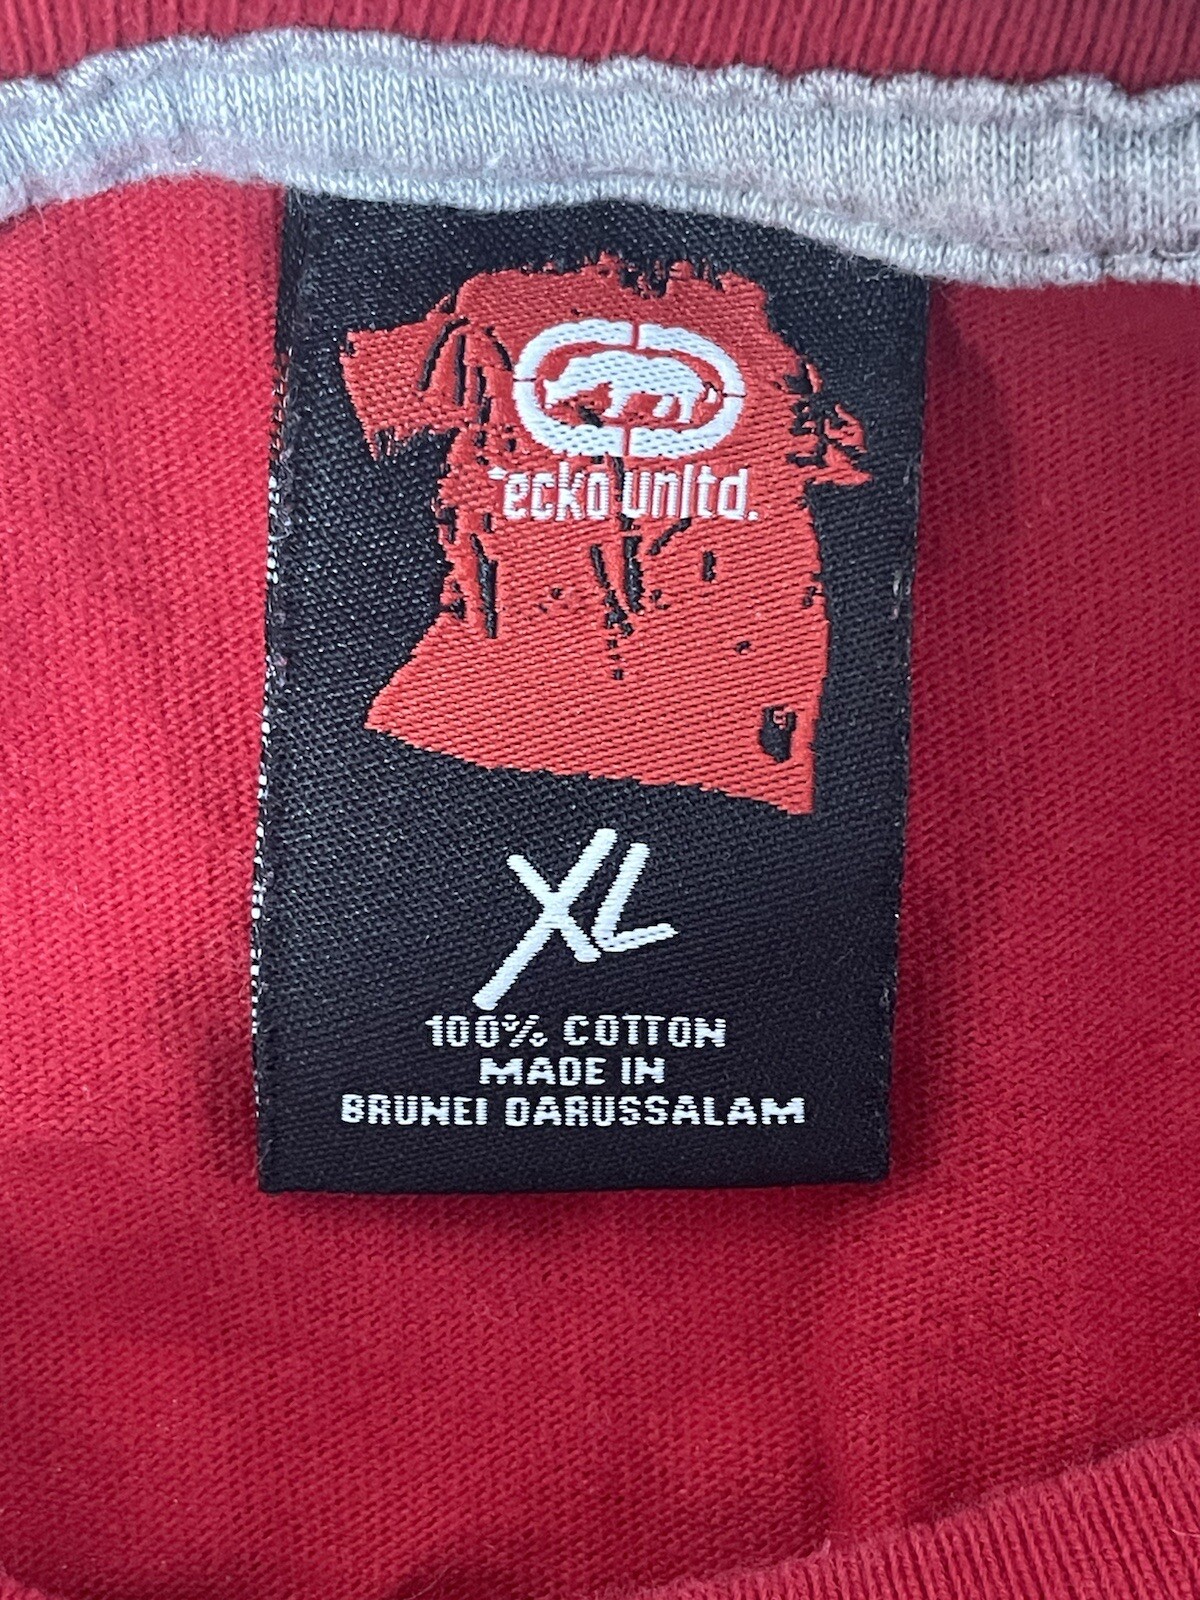 *ecko unltd.
XL
100% COTTON
MADE IN
BRUNEI DARUSSALAM